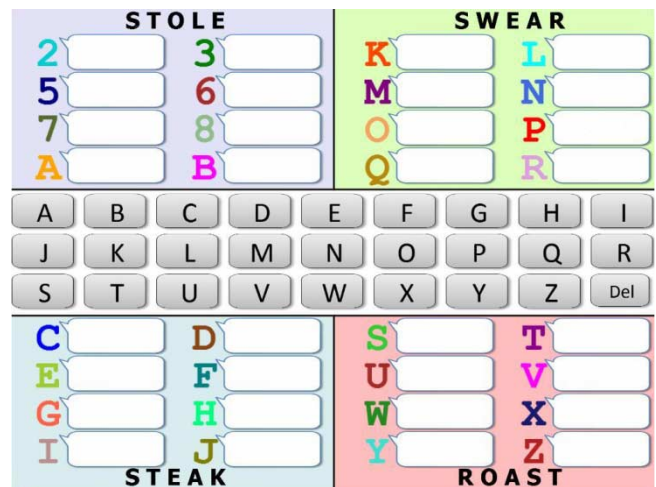 STOLE SWEAR
2 3 K L
5 6 M N
7 8 O P
A B Q R
A B C D E F G H I
J K L M N O P Q R
S T U V W X Y Z Del
C D S T
E F U V
G H W X
I J Y Z
STEAK ROAST